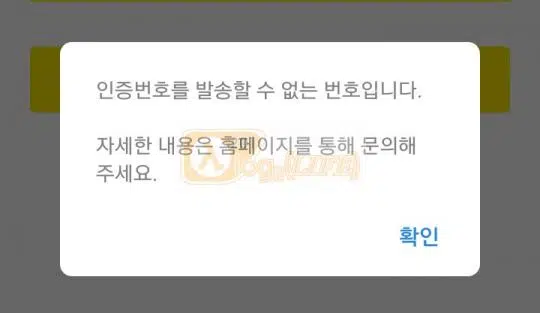 인증번호를 발송할 수 없는 번호입니다.
자세한 내용은 홈페이지를 통해 문의해
주세요.
확인